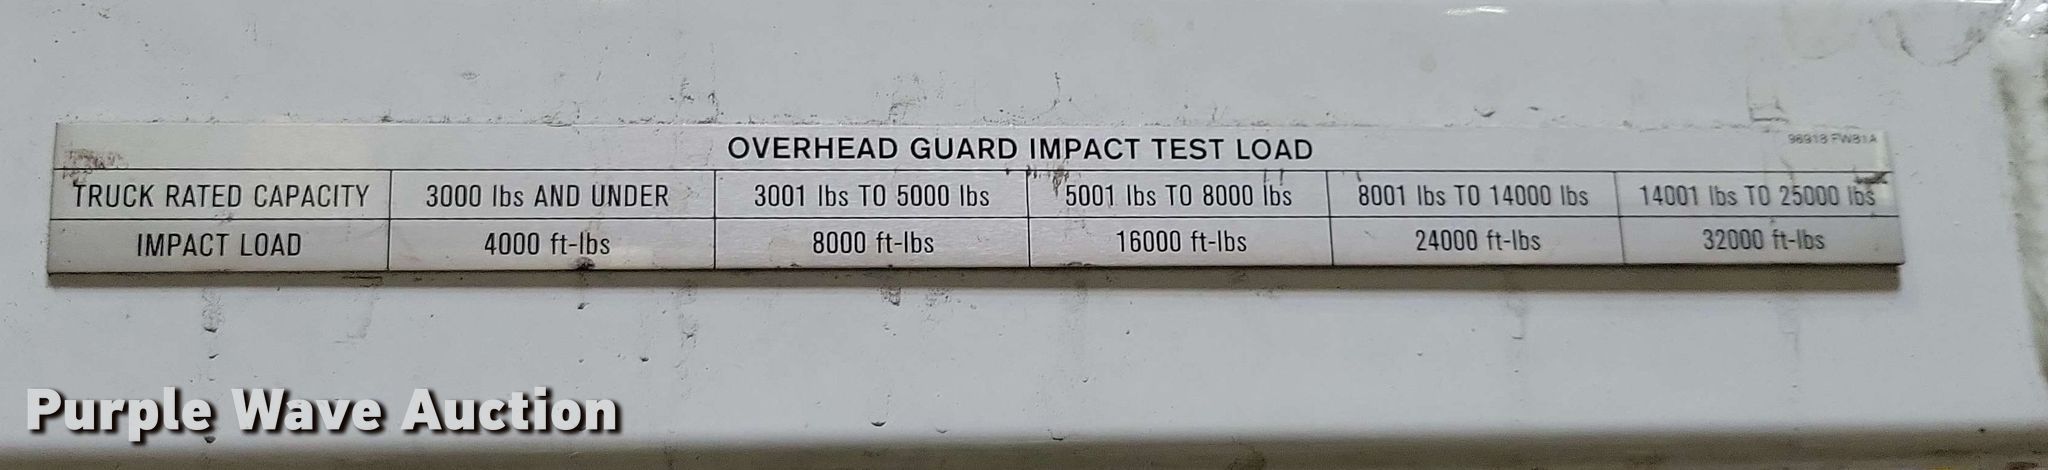 OVERHEAD GUARD IMPACT TEST LOAD
TRUCK RATED CAPACITY 3000 lbs AND UNDER 3001 lbs TO 5000 lbs 5001 lbs TO 8000 lbs 8001 lbs TO 14000 lbs 14001 lbs TO 25000 lbs
IMPACT LOAD 4000 ft-lbs 8000 ft-lbs 16000 ft-lbs 24000 ft-lbs 32000 ft-lbs
Purple Wave Auction